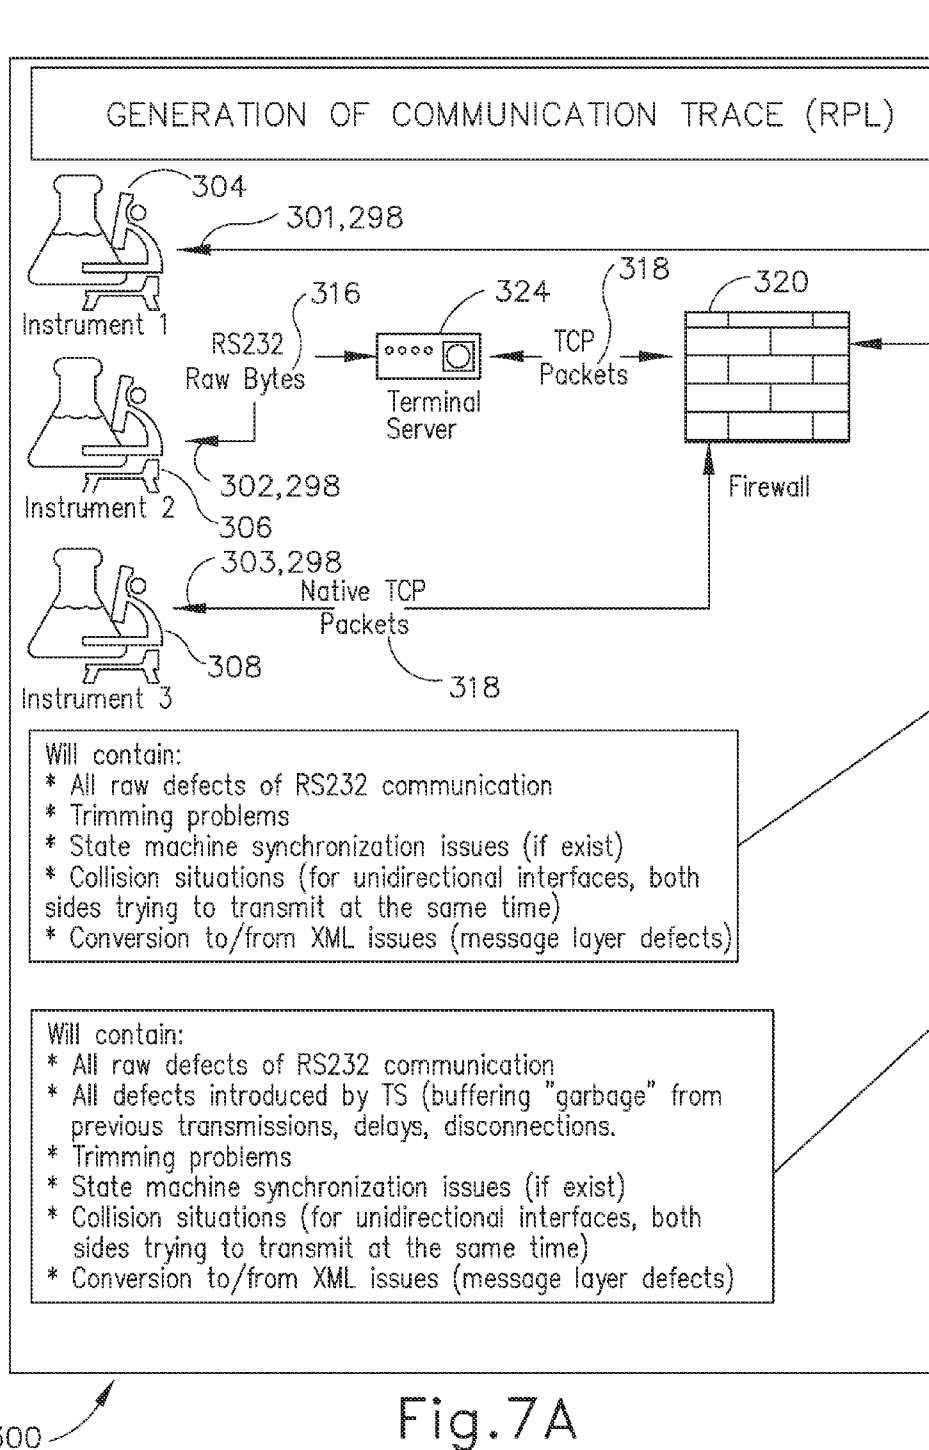 GENERATION OF COMMUNICATION TRACE (RPL)
304
301,298
Instrument 1
316
RS232
Raw Bytes
324
Terminal
Server
318
TCP
Packets
320
Firewall
302,298
Instrument 2
306
303,298
Native TCP
Packets
308
318
Instrument 3
Will contain:
* All raw defects of RS232 communication
* Trimming problems
* State machine synchronization issues (if exist)
* Collision situations (for unidirectional interfaces, both
sides trying to transmit at the same time)
* Conversion to/from XML issues (message layer defects)
Will contain:
* All raw defects of RS232 communication
* All defects introduced by TS (buffering "garbage" from
previous transmissions, delays, disconnections.
* Trimming problems
* State machine synchronization issues (if exist)
* Collision situations (for unidirectional interfaces, both
sides trying to transmit at the same time)
* Conversion to/from XML issues (message layer defects)
Fig.7A